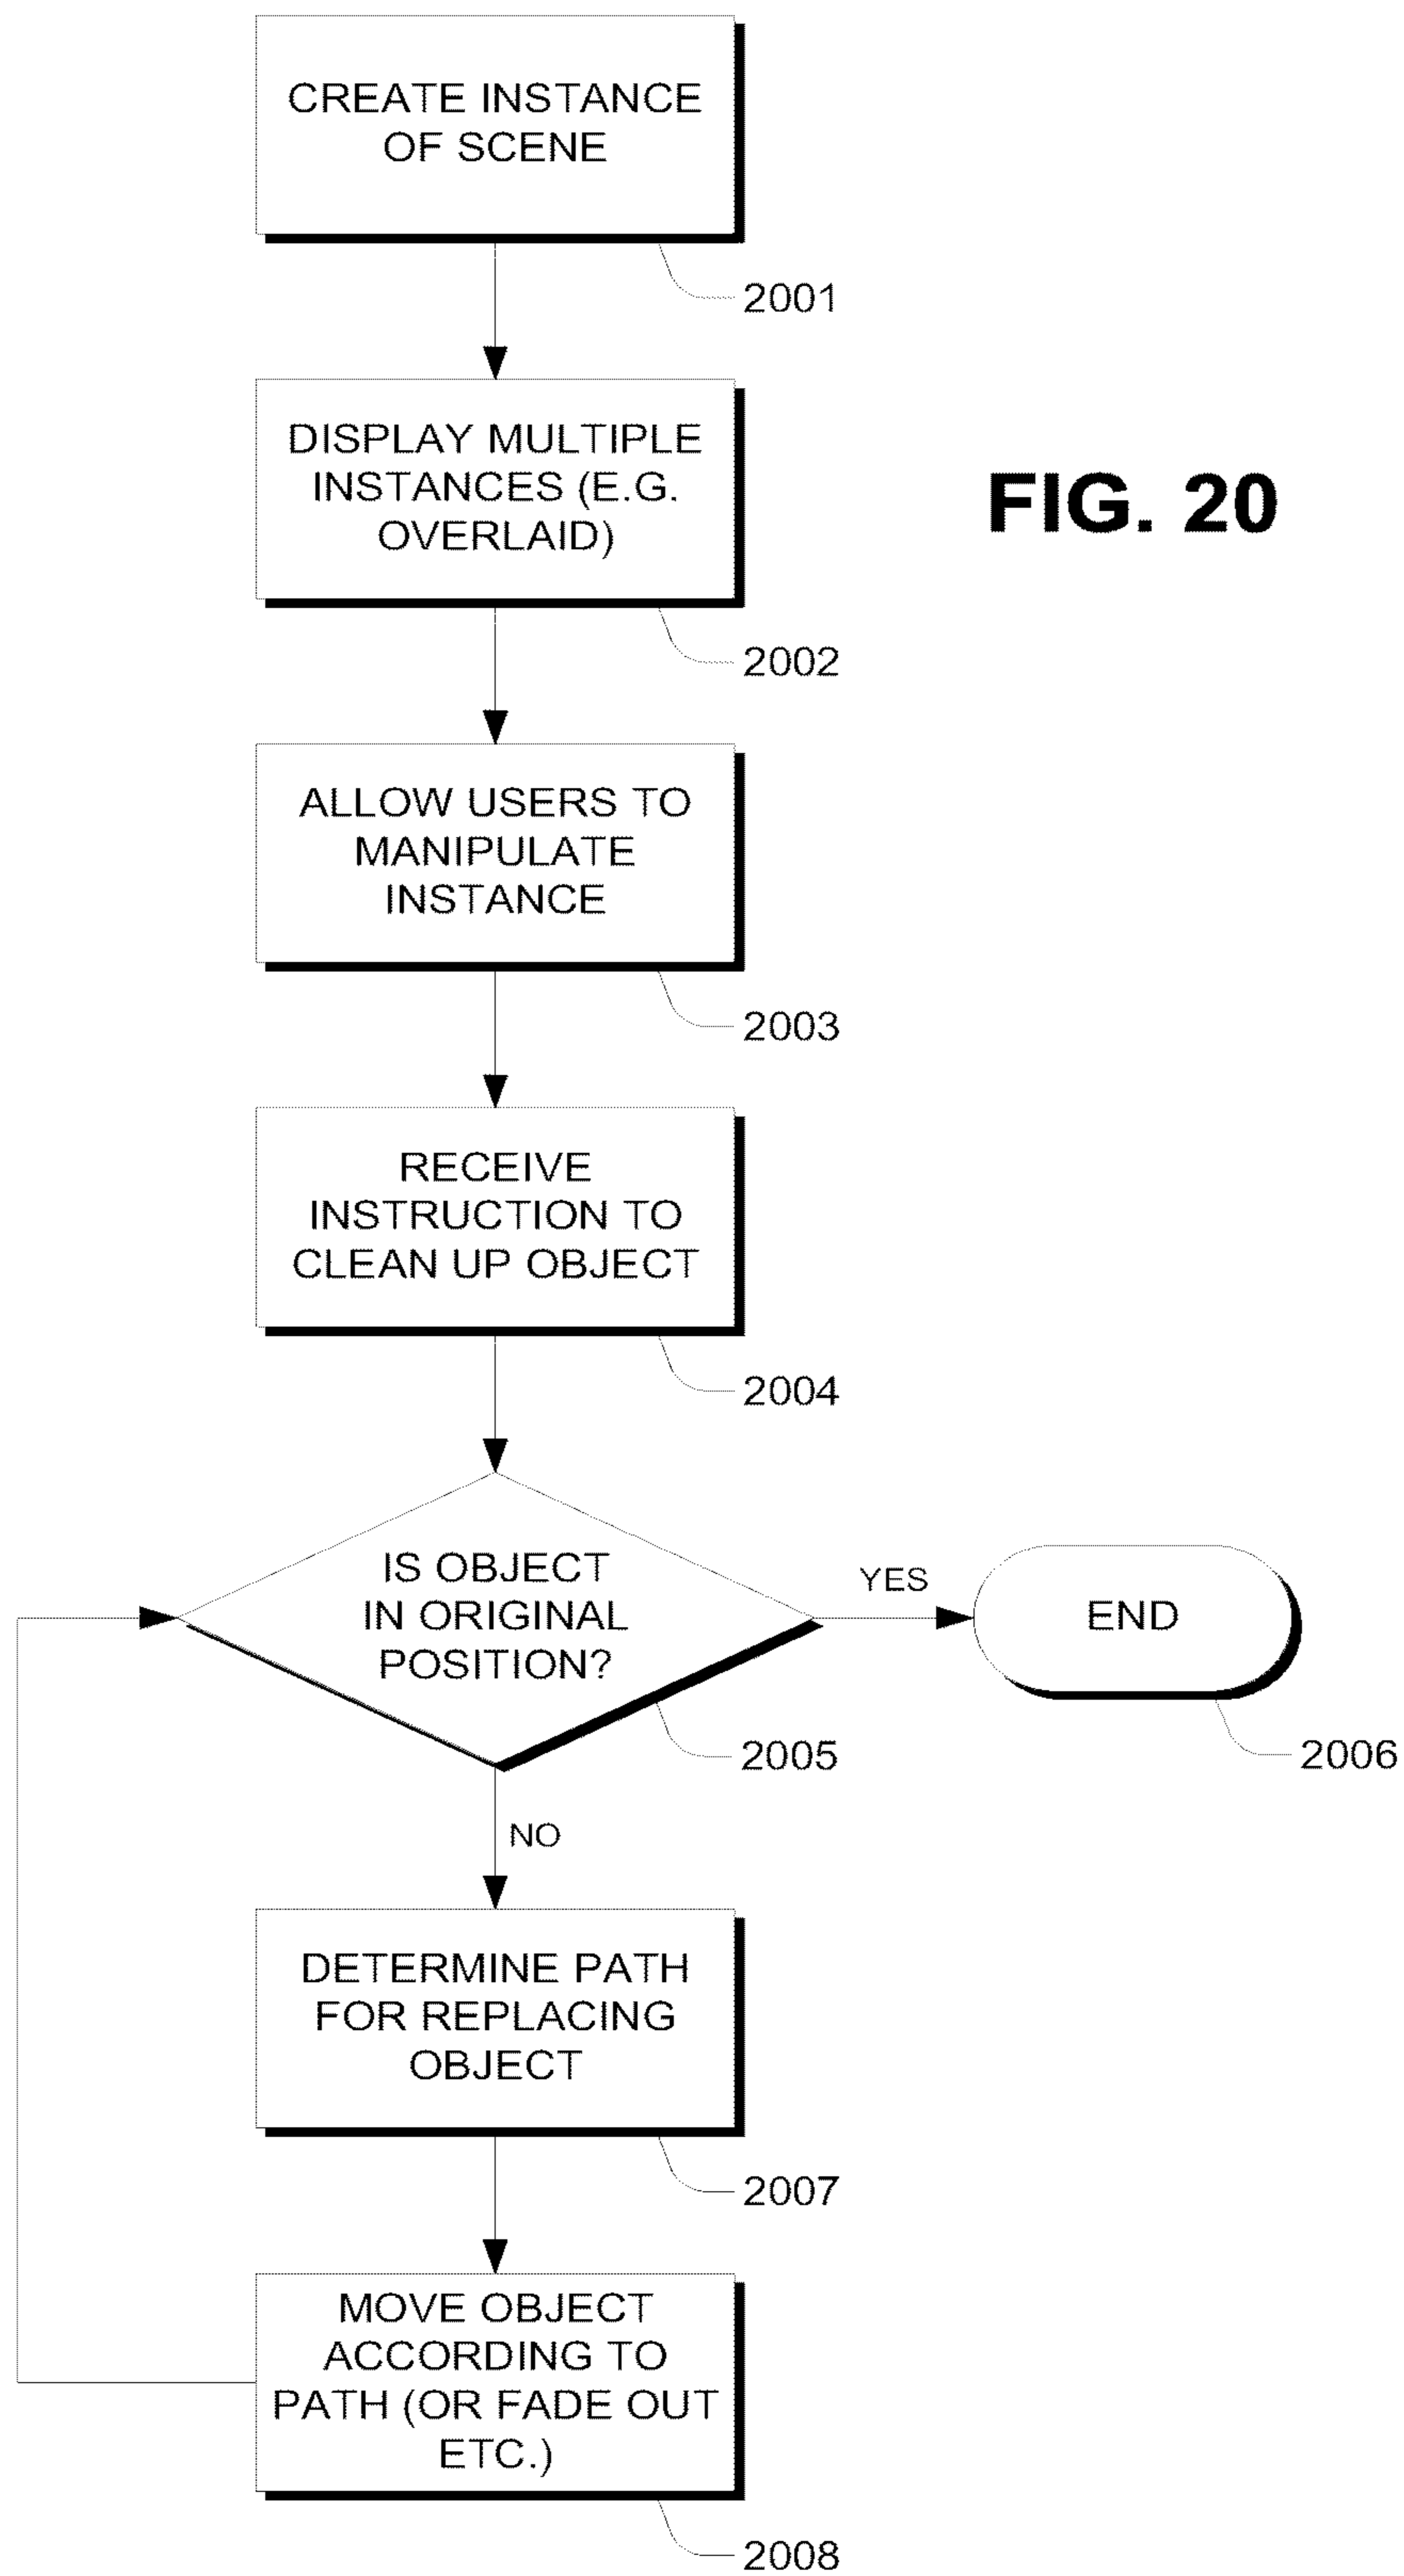 CREATE INSTANCE
OF SCENE
2001
DISPLAY MULTIPLE
INSTANCES (E.G.
OVERLAID)
FIG. 20
2002
ALLOW USERS TO
MANIPULATE
INSTANCE
2003
RECEIVE
INSTRUCTION TO
CLEAN UP OBJECT
2004
IS OBJECT
IN ORIGINAL
POSITION?
YES
END
2005
2006
NO
DETERMINE PATH
FOR REPLACING
OBJECT
2007
MOVE OBJECT
ACCORDING TO
PATH (OR FADE OUT
ETC.)
2008